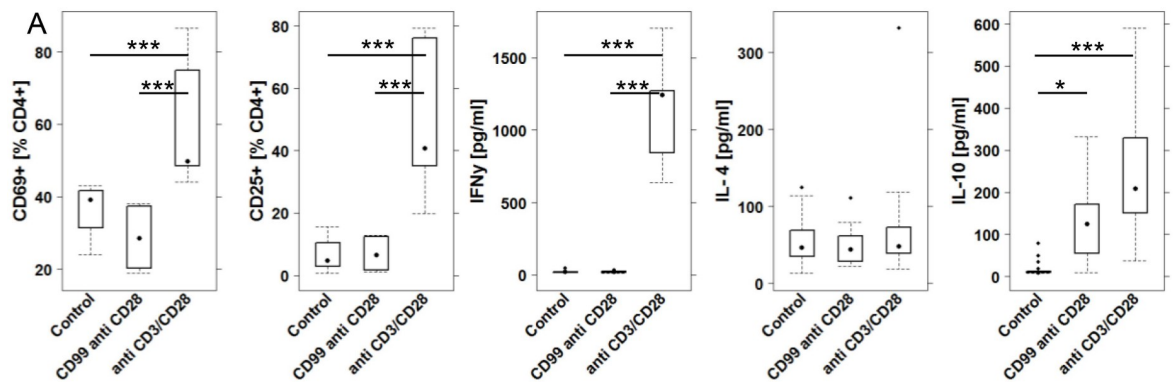 A
CD69+ [% CD4+]
80
60
40
20
***
***
Control
CD99 anti CD28
anti CD3/CD28
CD25+ [% CD4+]
80
60
40
20
0
***
***
Control
CD99 anti CD28
anti CD3/CD28
IFNy [pg/ml]
1500
1000
500
0
***
***
Control
CD99 anti CD28
anti CD3/CD28
IL- 4 [pg/ml]
300
200
100
0
Control
CD99 anti CD28
anti CD3/CD28
IL-10 [pg/ml]
600
500
400
300
200
100
0
***
*
Control
CD99 anti CD28
anti CD3/CD28